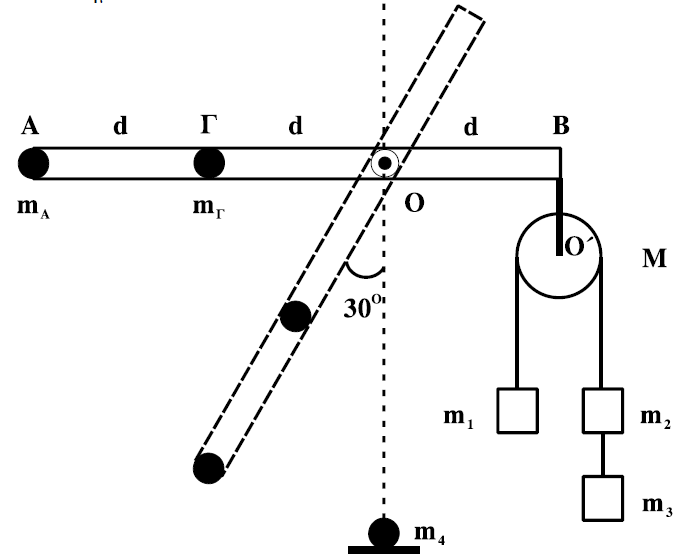 A d Γ d d B
m_A m_Γ O
O´ M
30°
m_1 m_2
m_3
m_4